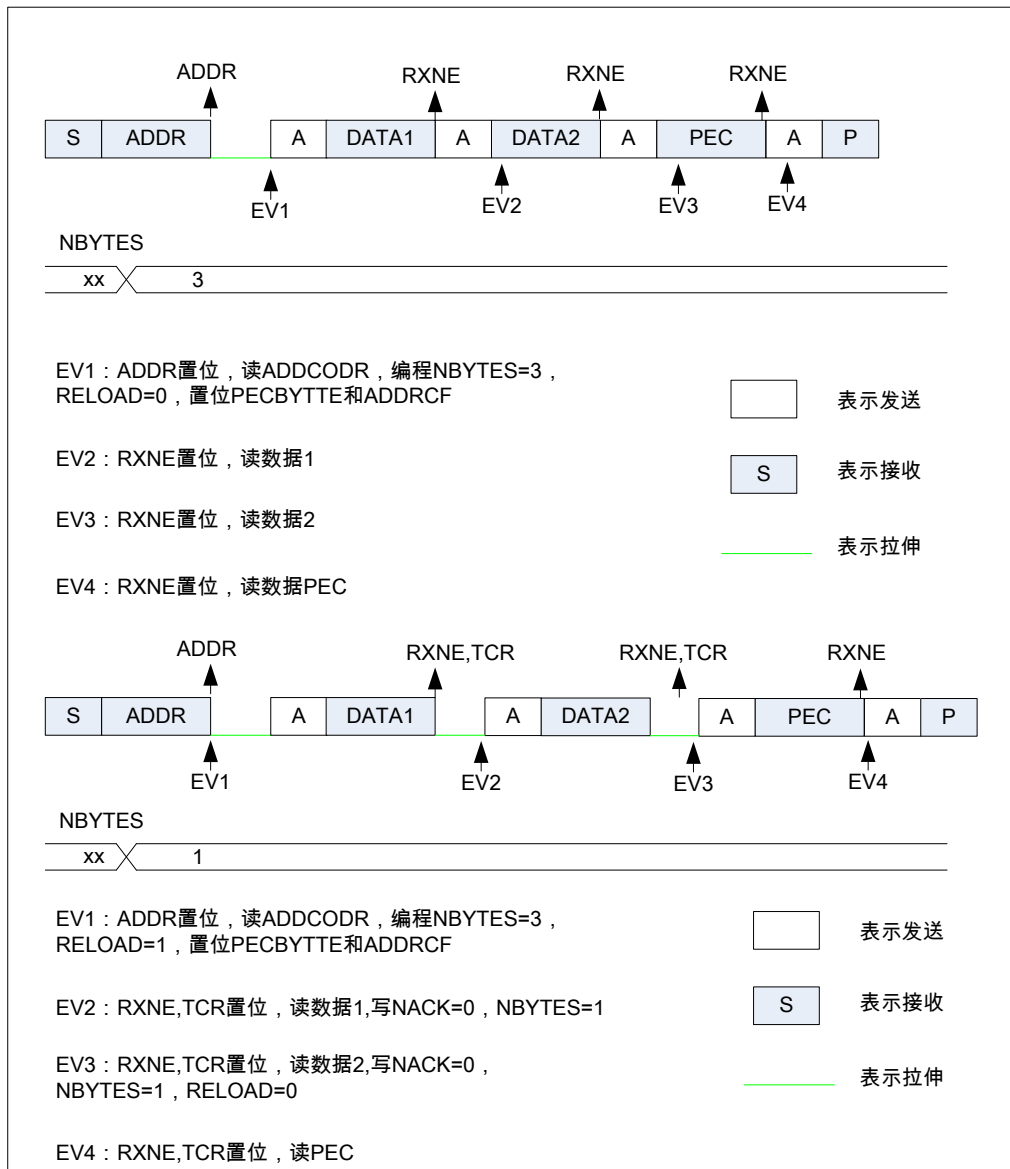 ADDR RXNE RXNE RXNE
S ADDR A DATA1 A DATA2 A PEC A P
EV1 EV2 EV3 EV4
NBYTES
xx 3
EV1：ADDR置位，读ADDCODR，编程NBYTES=3，
RELOAD=0，置位PECBYTTE和ADDRCF
表示发送
EV2：RXNE置位，读数据1
S 表示接收
EV3：RXNE置位，读数据2
表示拉伸
EV4：RXNE置位，读数据PEC
ADDR RXNE,TCR RXNE,TCR RXNE
S ADDR A DATA1 A DATA2 A PEC A P
EV1 EV2 EV3 EV4
NBYTES
xx 1
EV1：ADDR置位，读ADDCODR，编程NBYTES=3，
RELOAD=1，置位PECBYTTE和ADDRCF
表示发送
EV2：RXNE,TCR置位，读数据1,写NACK=0，NBYTES=1
S 表示接收
EV3：RXNE,TCR置位，读数据2,写NACK=0，
NBYTES=1，RELOAD=0
表示拉伸
EV4：RXNE,TCR置位，读PEC